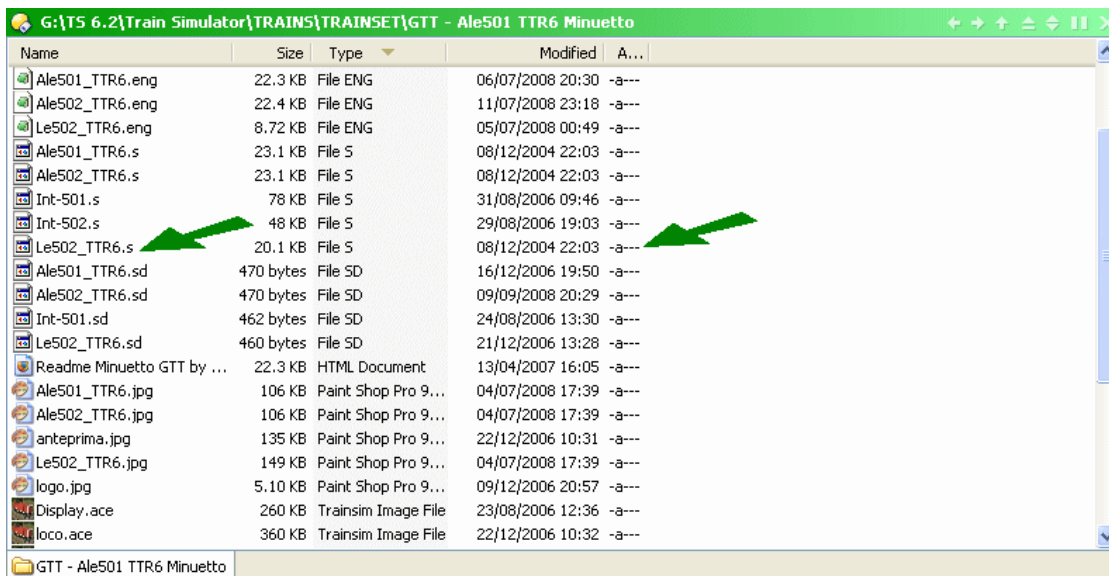 G:\TS 6.2\Train Simulator\TRAINS\TRAINSET\GTT - Ale501 TTR6 Minuetto
Name Size Type Modified A...
Ale501_TTR6.eng 22.3 KB File ENG 06/07/2008 20:30 -a---
Ale502_TTR6.eng 22.4 KB File ENG 11/07/2008 23:18 -a---
Le502_TTR6.eng 8.72 KB File ENG 05/07/2008 00:49 -a---
Ale501_TTR6.s 23.1 KB File S 08/12/2004 22:03 -a---
Ale502_TTR6.s 23.1 KB File S 08/12/2004 22:03 -a---
Int-501.s 78 KB File S 31/08/2006 09:46 -a---
Int-502.s 48 KB File S 29/08/2006 19:03 -a---
Le502_TTR6.s 20.1 KB File S 08/12/2004 22:03 -a---
Ale501_TTR6.sd 470 bytes File SD 16/12/2006 19:50 -a---
Ale502_TTR6.sd 470 bytes File SD 09/09/2008 20:29 -a---
Int-501.sd 462 bytes File SD 24/08/2006 13:30 -a---
Le502_TTR6.sd 460 bytes File SD 21/12/2006 13:28 -a---
Readme Minuetto GTT by ... 22.3 KB HTML Document 13/04/2007 16:05 -a---
Ale501_TTR6.jpg 106 KB Paint Shop Pro 9... 04/07/2008 17:39 -a---
Ale502_TTR6.jpg 106 KB Paint Shop Pro 9... 04/07/2008 17:39 -a---
anteprima.jpg 135 KB Paint Shop Pro 9... 22/12/2006 10:31 -a---
Le502_TTR6.jpg 149 KB Paint Shop Pro 9... 04/07/2008 17:39 -a---
logo.jpg 5.10 KB Paint Shop Pro 9... 09/12/2006 20:57 -a---
Display.ace 260 KB Trainsim Image File 23/08/2006 12:36 -a---
loco.ace 360 KB Trainsim Image File 22/12/2006 10:32 -a---
GTT - Ale501 TTR6 Minuetto